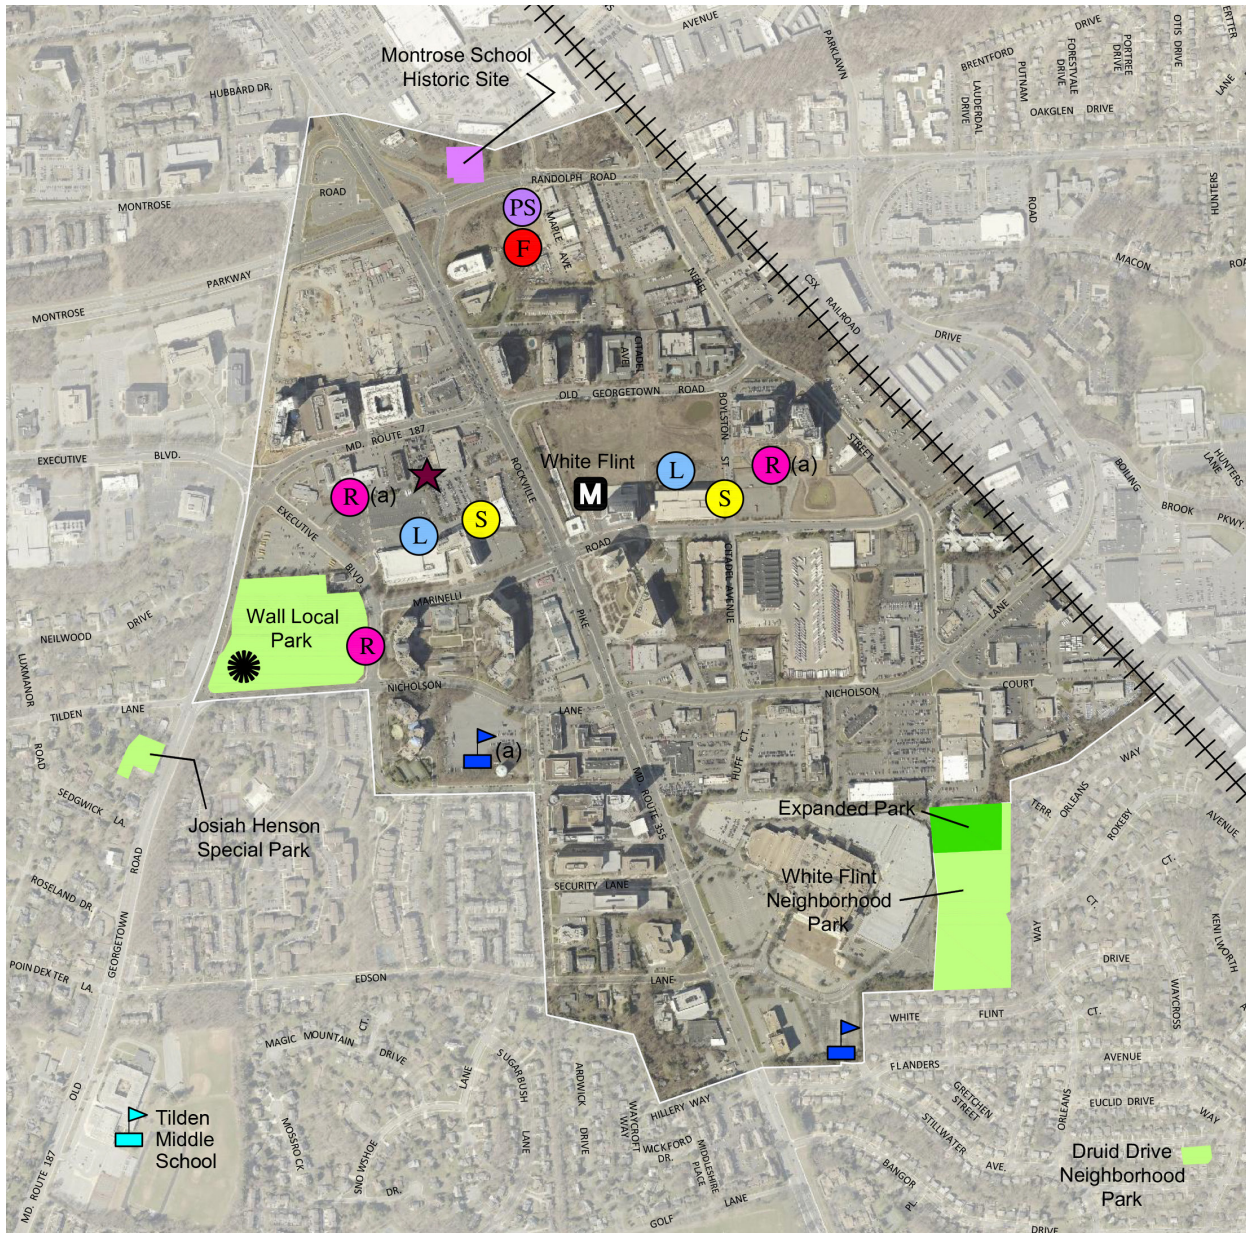 AVENUE
PARKLAWN
DRIVE
BRENTFORD
PUTNAM
FORESTVALE
DRIVE
PORTREE
DRIVE
OTIS DRIVE
LANE
LAUDERDAL
DRIVE
OAKGLEN DRIVE
Montrose School
Historic Site
HUBBARD DR.
ROAD
MONTROSE
RANDOLPH ROAD
PS
F
MAPLE
AVE
NEBEL
ROAD
HUNTERS
MACON
PARKWAY
MONTROSE
CSX
RAILROAD
DRIVE
CITADEL
AVE
OLD GEORGETOWN ROAD
BOYLSTON
ST.
STREET
MD. ROUTE 187
EXECUTIVE BLVD.
ROCKVILLE
White Flint
M
L
R (a)
S
R (a)
S
L
EXECUTIVE
BLVD.
BOILING
BROOK PKWY.
HUNTERS
LANE
ROAD
MARINELLI
PIKE
CITADEL AVENUE
LANE
Wall Local
Park
R
NEILWOOD DRIVE
LUXMANOR
ROAD
TILDEN LANE
NICHOLSON
LANE
NICHOLSON
COURT
(a)
HUFF CT.
MD. ROUTE 355
WAY
ORLEANS
TERR.
ROKEBY
AVENUE
CT.
SEDGWICK LA.
Josiah Henson
Special Park
Expanded Park
White Flint
Neighborhood
Park
ROAD
ROSELAND DR.
SECURITY LANE
GEORGETOWN
POINDEXTER
LA.
EDSON
LANE
WAY
CT.
DRIVE
KENILWORTH
WAYCROSS
WHITE FLINT
CT.
FLANDERS
AVENUE
MAGIC MOUNTAIN
CT.
DRIVE
LANE
SUGARBUSH
LANE
ARDWICK
DRIVE
WAYCROFT
WAY
HILLERY WAY
WICKFORD
DR.
MIDDLESHIRE
PLACE
GRETCHEN
STREET
STILLWATER
AVE.
ORLEANS
EUCLID DRIVE
WAY
OLD
MD. ROUTE 187
Tilden
Middle
School
MOSSROCK
SNOWSHOE
DR.
GOLF LANE
BANGOR
PL.
Druid Drive
Neighborhood
Park
DRIVE